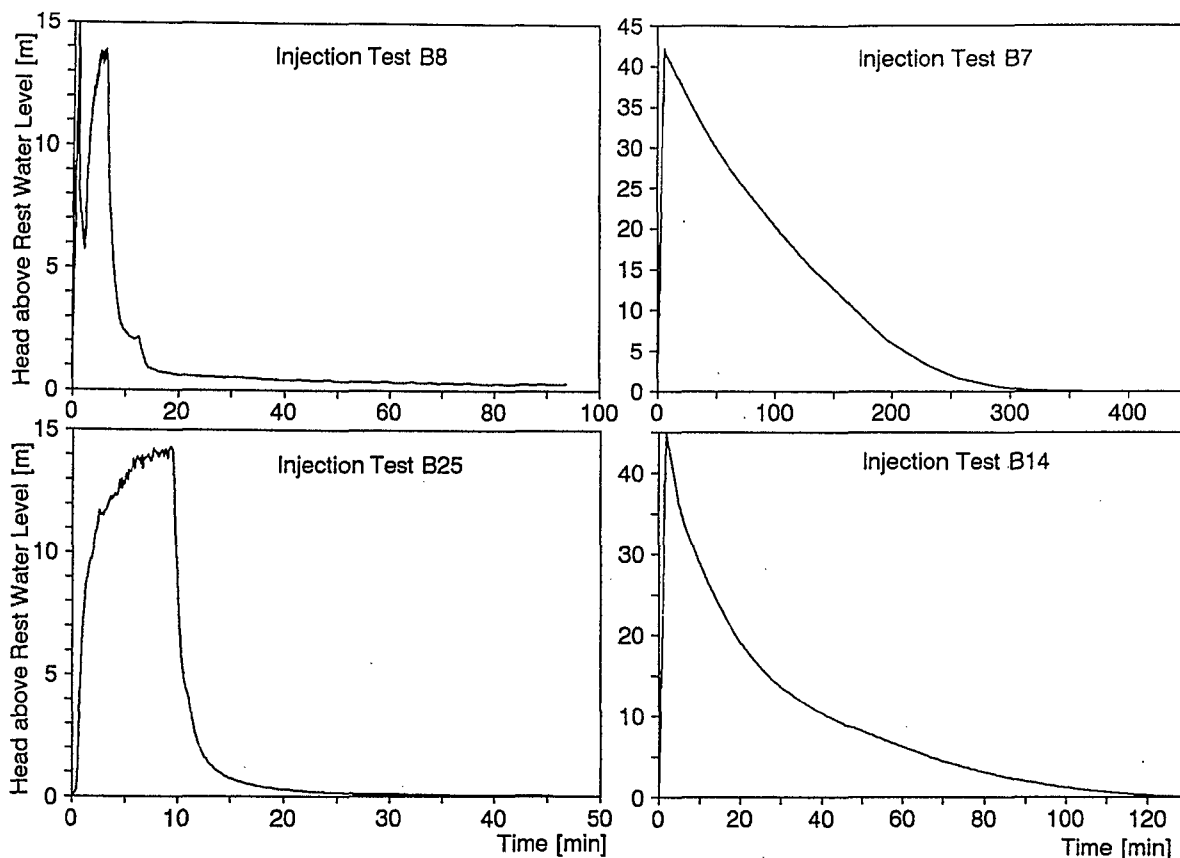 Head above Rest Water Level [m]
15
10
5
0
Injection Test B8
0 20 40 60 80 100
45
40
35
30
25
20
15
10
5
0
Injection Test B7
0 100 200 300 400
Head above Rest Water Level [m]
15
10
5
0
Injection Test B25
0 10 20 30 40 50
Time [min]
40
30
20
10
0
Injection Test B14
0 20 40 60 80 100 120
Time [min]